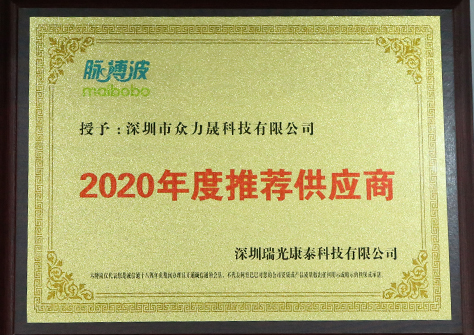 脉搏波
maibobo
授予：深圳市众力晟科技有限公司
2020年度推荐供应商
深圳瑞光康泰科技有限公司